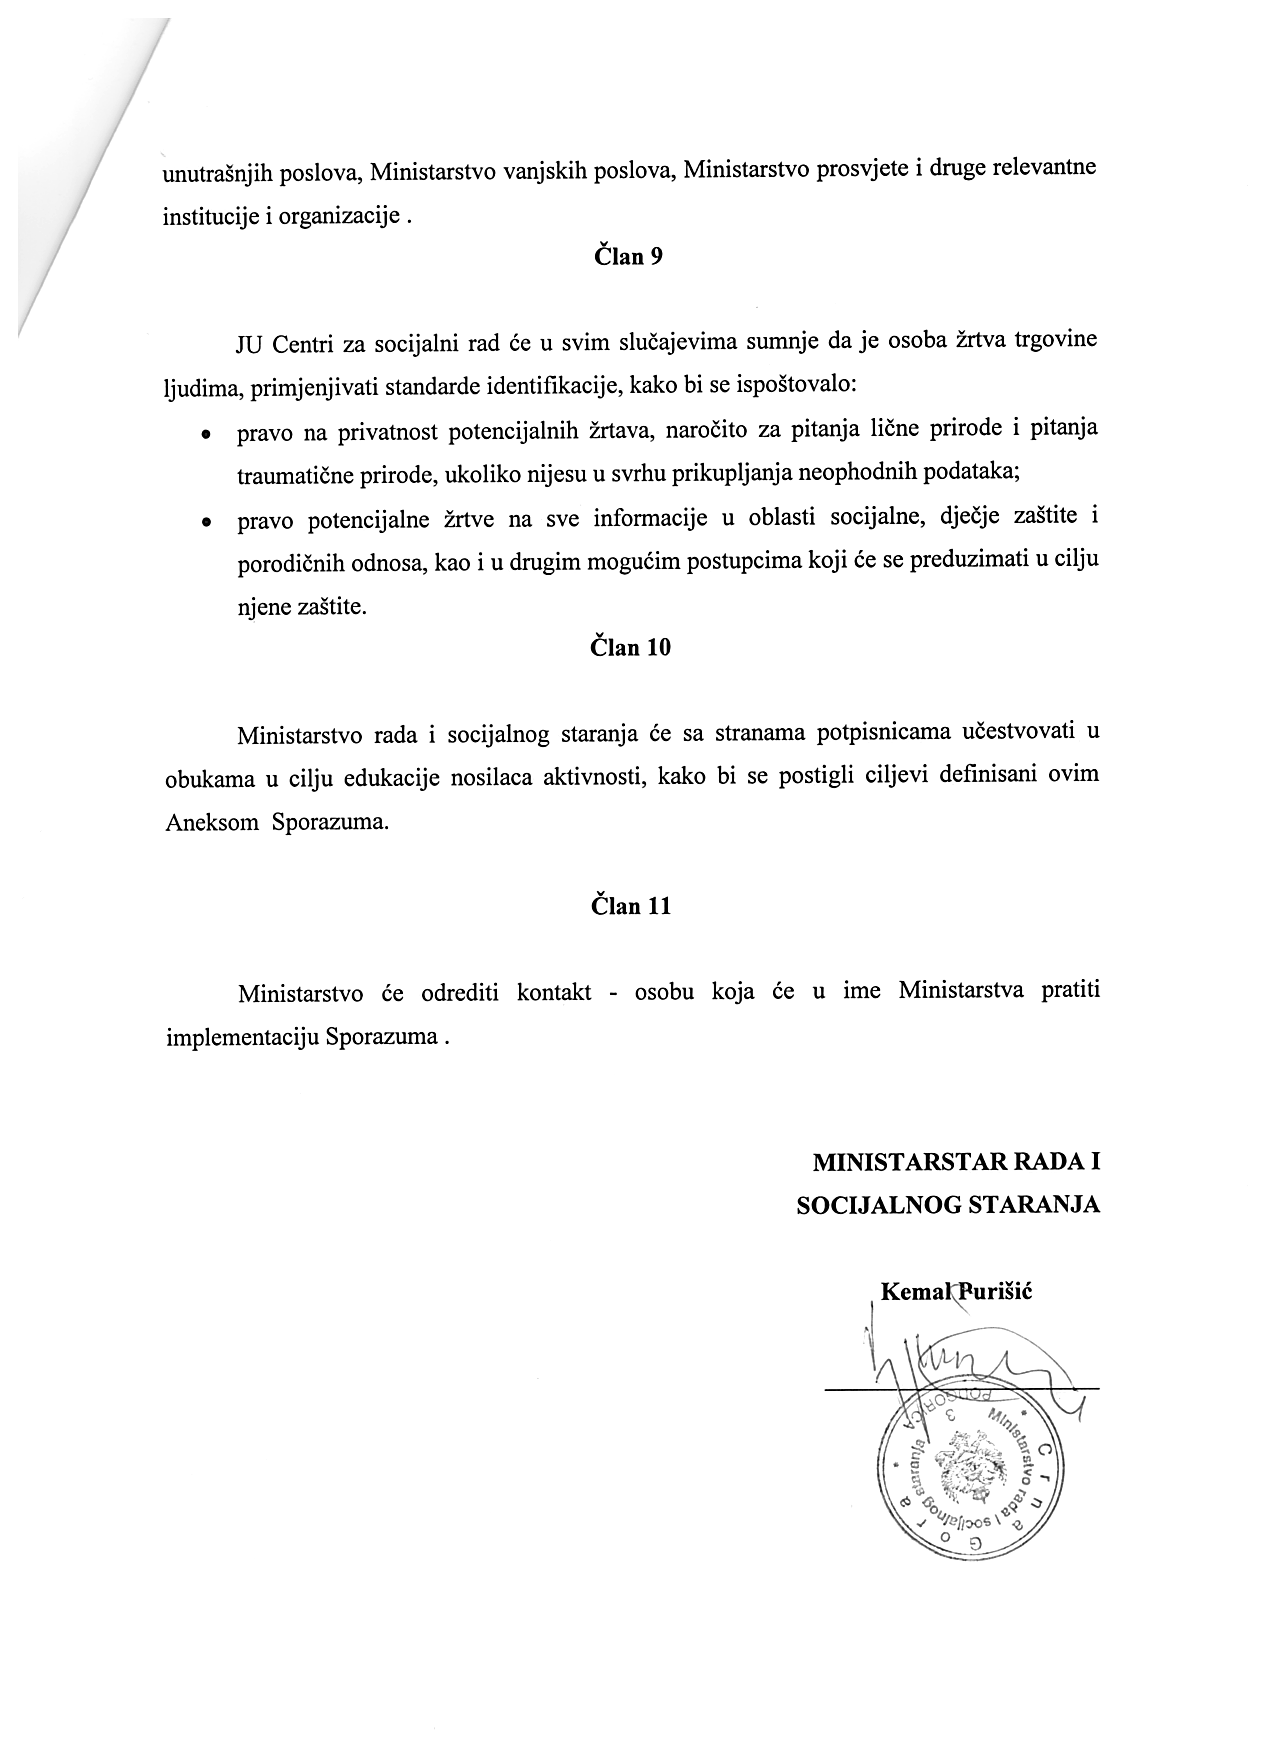 unutrašnjih poslova, Ministarstvo vanjskih poslova, Ministarstvo prosvjete i druge relevantne
institucije i organizacije .
Član 9
JU Centri za socijalni rad će u svim slučajevima sumnje da je osoba žrtva trgovine
ljudima, primjenjivati standarde identifikacije, kako bi se ispoštovalo:
• pravo na privatnost potencijalnih žrtava, naročito za pitanja lične prirode i pitanja
traumatične prirode, ukoliko nijesu u svrhu prikupljanja neophodnih podataka;
• pravo potencijalne žrtve na sve informacije u oblasti socijalne, dječje zaštite i
porodičnih odnosa, kao i u drugim mogućim postupcima koji će se preduzimati u cilju
njene zaštite.
Član 10
Ministarstvo rada i socijalnog staranja će sa stranama potpisnicama učestvovati u
obukama u cilju edukacije nosilaca aktivnosti, kako bi se postigli ciljevi definisani ovim
Aneksom Sporazuma.
Član 11
Ministarstvo će odrediti kontakt - osobu koja će u ime Ministarstva pratiti
implementaciju Sporazuma .
MINISTARSTAR RADA I
SOCIJALNOG STARANJA
Kemal Purišić
Crna Gora
Ministarstvo rada i socijalnog staranja
PODGORICA
3